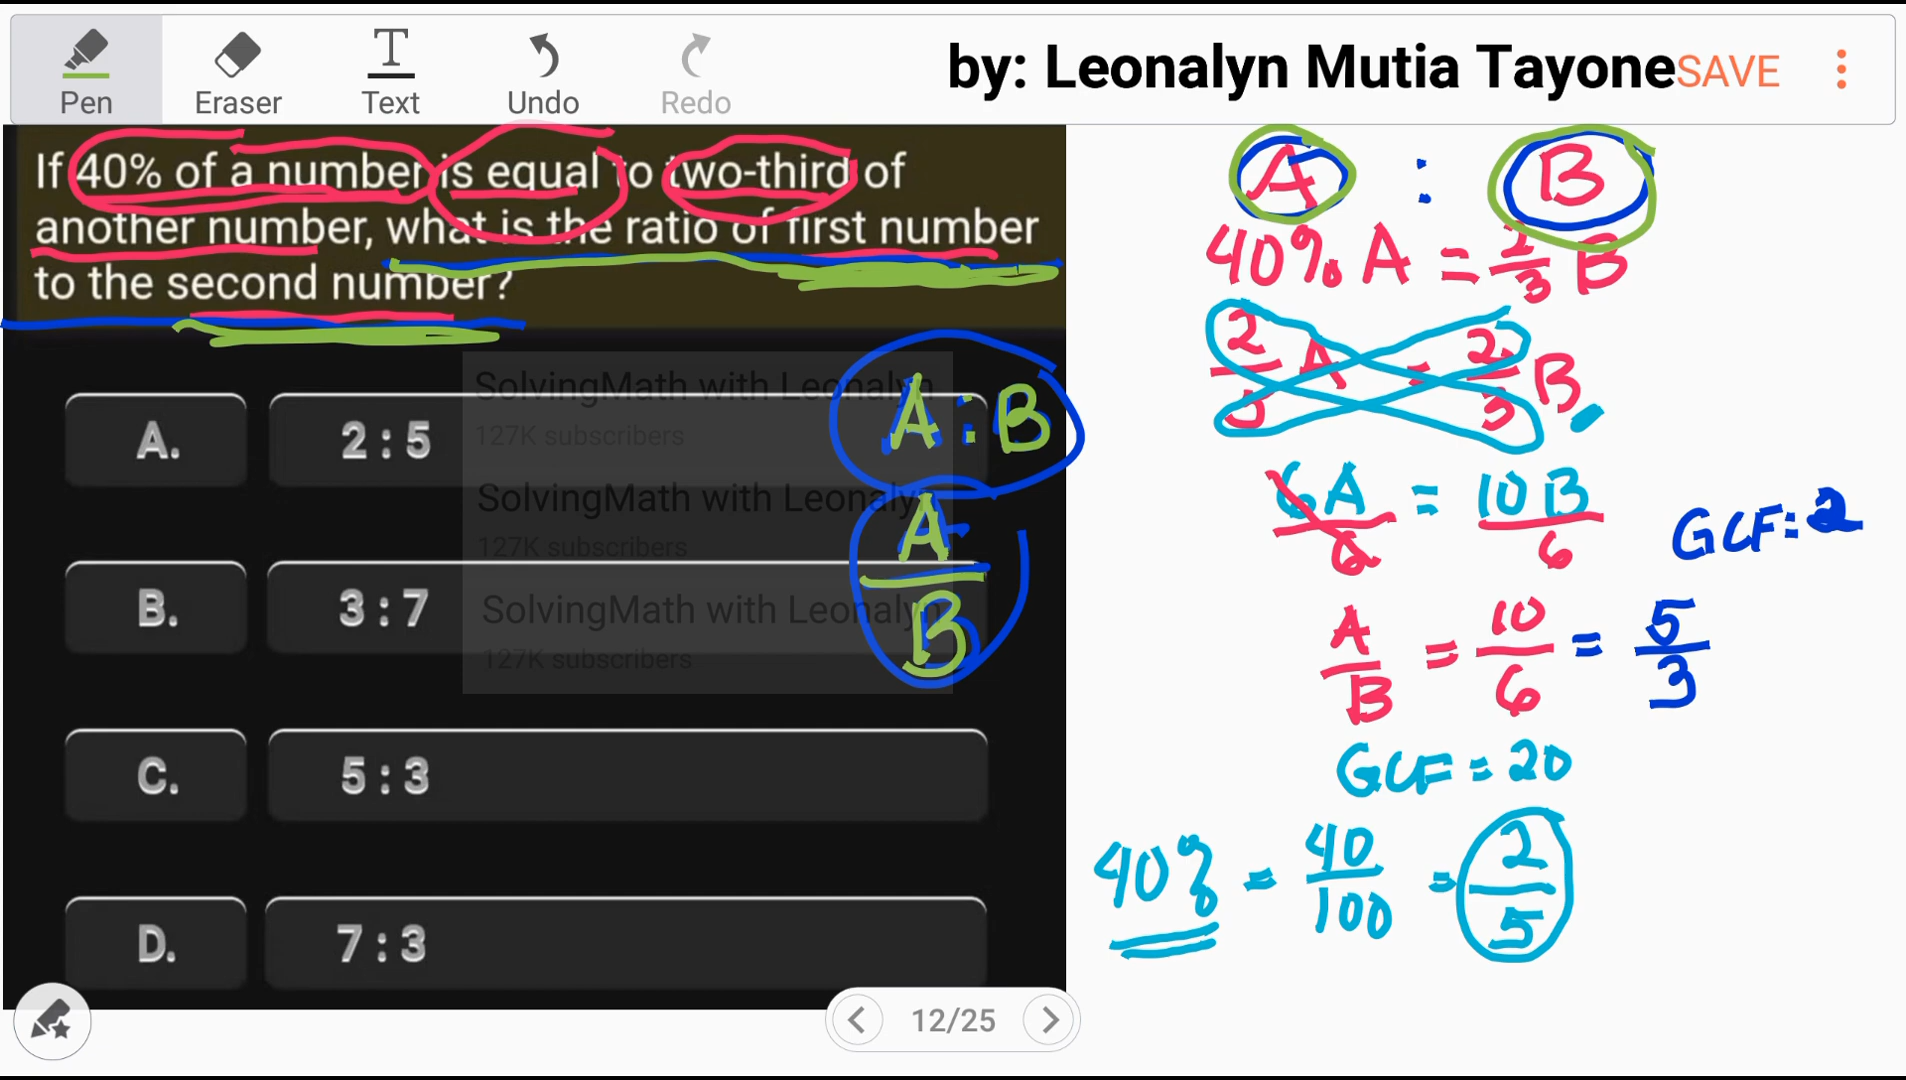 Pen
Eraser
Text
Undo
Redo
by: Leonalyn Mutia Tayone
SAVE
If 40% of a number is equal to two-third of
another number, what is the ratio of first number
to the second number?
A. 2 : 5
B. 3 : 7
C. 5 : 3
D. 7 : 3
SolvingMath with Leonalyn
127K subscribers
SolvingMath with Leonalyn
127K subscribers
SolvingMath with Leonalyn
127K subscribers
A : B
A
B
A : B
40% A = 2/3 B
2/5 A = 2/3 B
6A/6 = 10B/6
GCF: 2
A/B = 10/6 = 5/3
GCF = 20
40% = 40/100 = 2/5
12/25